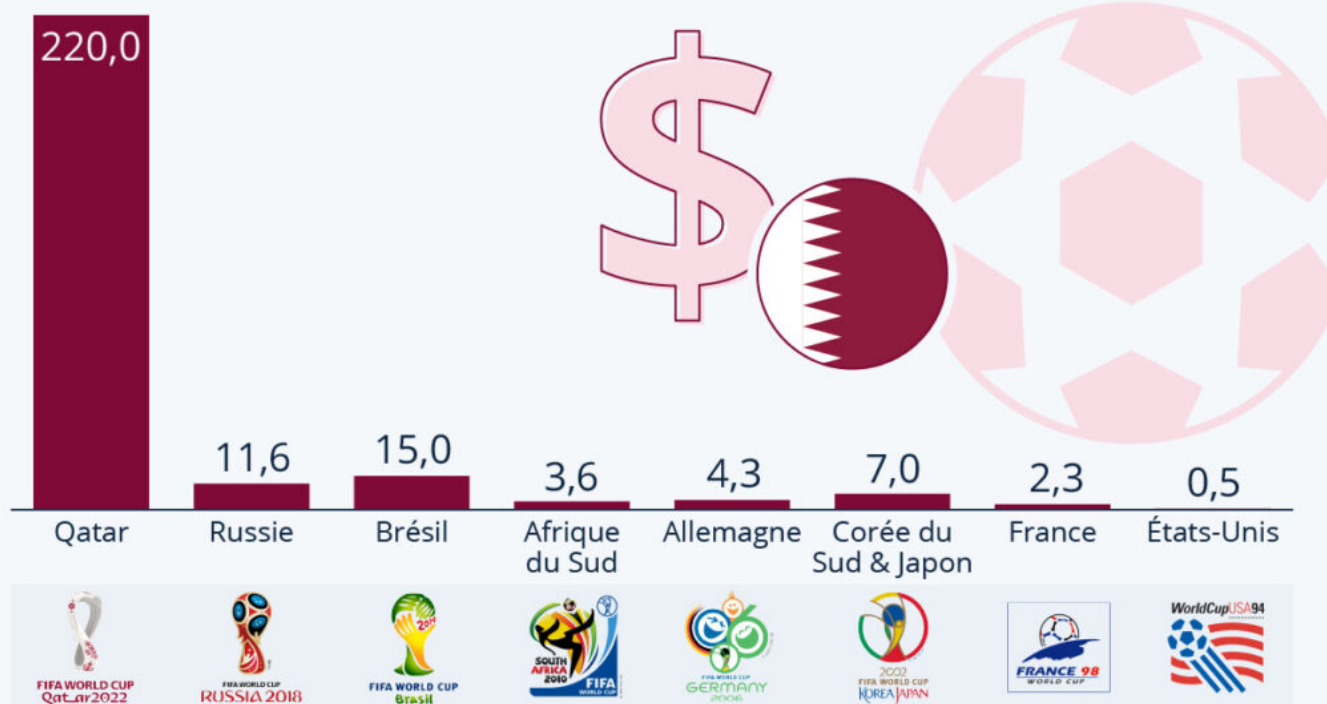 220,0
11,6
15,0
3,6
4,3
7,0
2,3
0,5
Qatar
Russie
Brésil
Afrique
du Sud
Allemagne
Corée du
Sud & Japon
France
États-Unis
FIFA WORLD CUP
Qatar2022
FIFA WORLD CUP
RUSSIA 2018
2014
FIFA WORLD CUP
Brasil
SOUTH
AFRICA
2010
FIFA
WORLD CUP
FIFA WORLD CUP
GERMANY
2006
2002
FIFA WORLD CUP
KOREA JAPAN
FRANCE 98
WORLD CUP
WorldCupUSA94